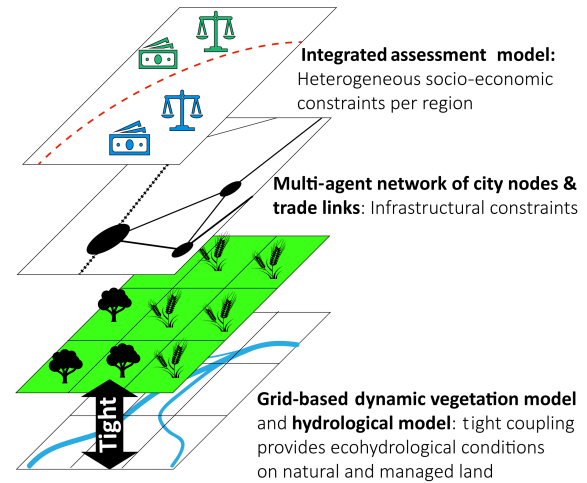 Integrated assessment model:
Heterogeneous socio-economic
constraints per region
Multi-agent network of city nodes &
trade links: Infrastructural constraints
Tight
Grid-based dynamic vegetation model
and hydrological model: tight coupling
provides ecohydrological conditions
on natural and managed land